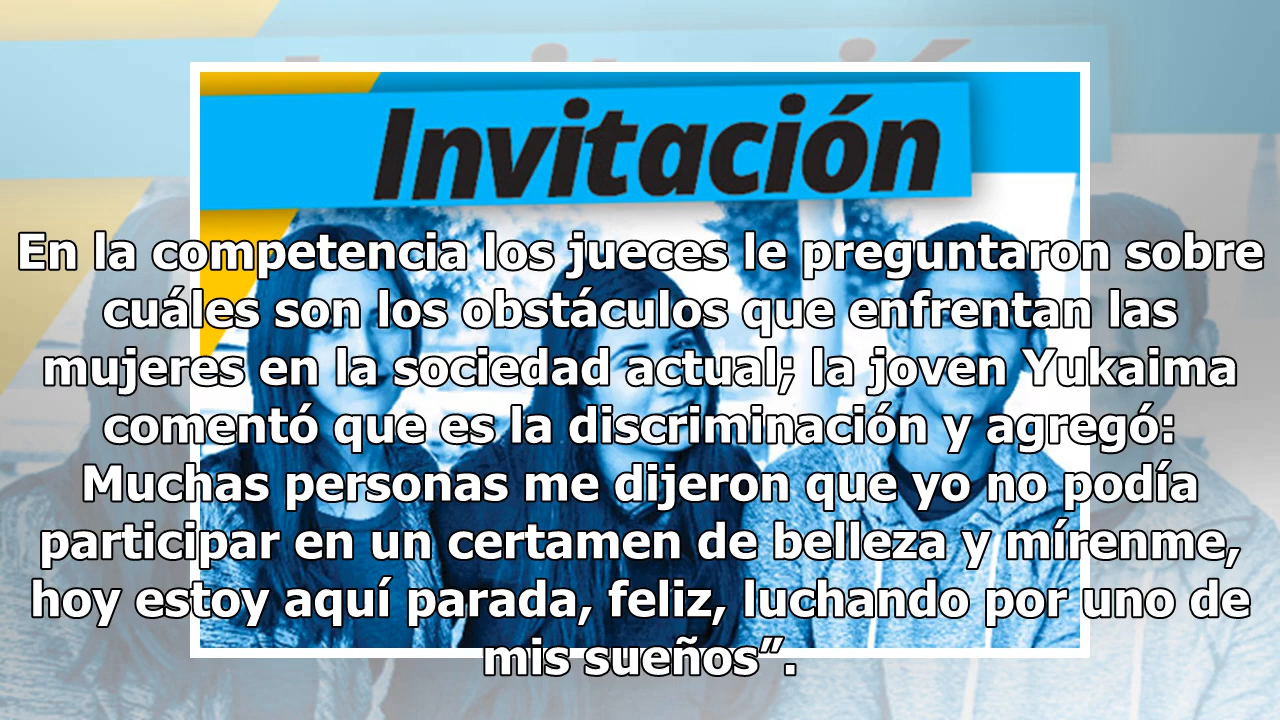 Invitación
En la competencia los jueces le preguntaron sobre
cuáles son los obstáculos que enfrentan las
mujeres en la sociedad actual; la joven Yukaima
comentó que es la discriminación y agregó:
Muchas personas me dijeron que yo no podía
participar en un certamen de belleza y mírenme,
hoy estoy aquí parada, feliz, luchando por uno de
mis sueños”.